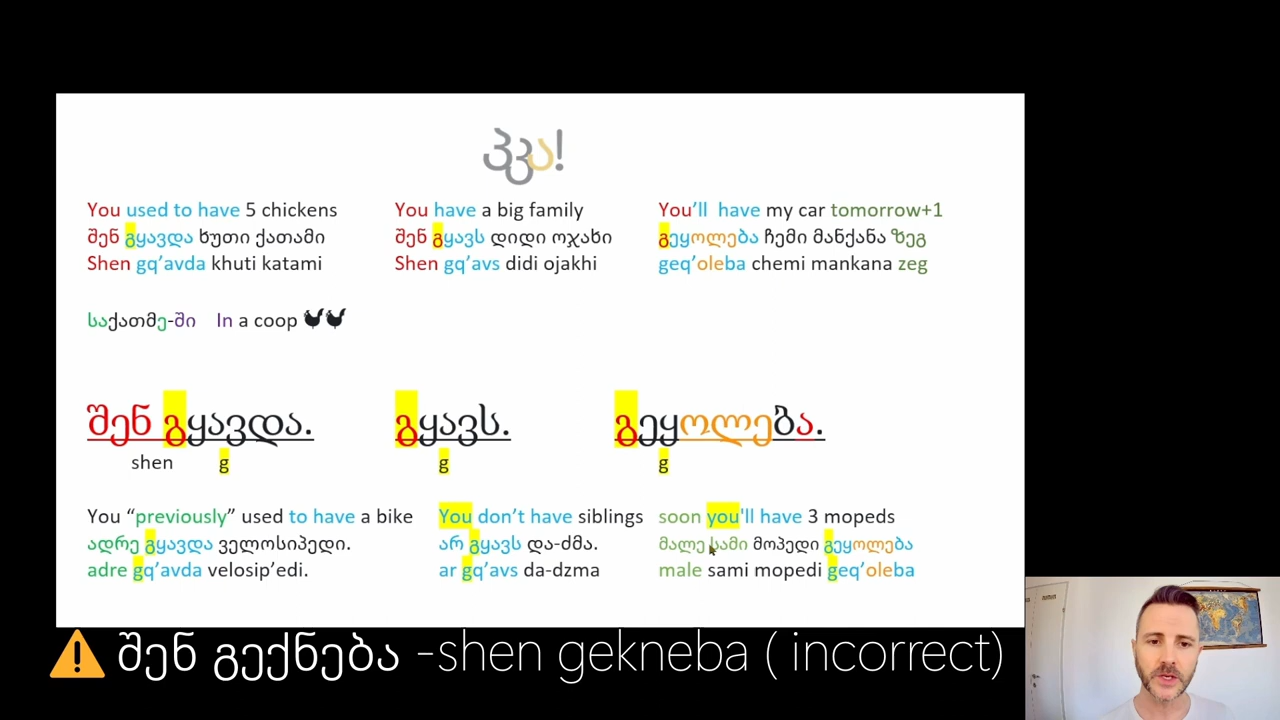 ჰვა!
You used to have 5 chickens
შენ გყავდა ხუთი ქათამი
Shen gq’avda khuti katami
You have a big family
შენ გყავს დიდი ოჯახი
Shen gq’avs didi ojakhi
You’ll have my car tomorrow+1
გეყოლება ჩემი მანქანა ზეგ
geq’oleba chemi mankana zeg
საქათმე-ში In a coop
შენ გყავდა.
shen g
გყავს.
g
გეყოლება.
g
You “previously” used to have a bike
ადრე გყავდა ველოსიპედი.
adre gq’avda velosip’edi.
You don’t have siblings
არ გყავს და-ძმა.
ar gq’avs da-dzma
soon you'll have 3 mopeds
მალე სამი მოპედი გეყოლება
male sami mopedi geq’oleba
შენ გექნება -shen gekneba ( incorrect)